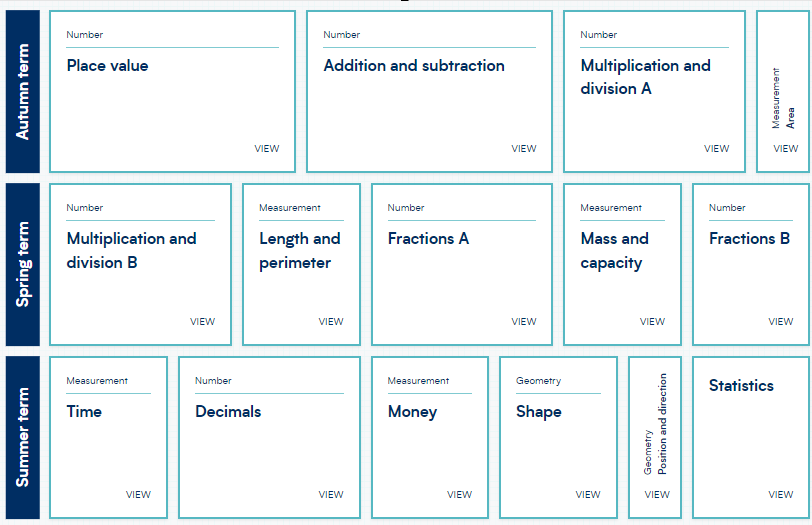 Autumn term
Number
Place value
VIEW
Number
Addition and subtraction
VIEW
Number
Multiplication and
division A
VIEW
Measurement
Area
VIEW
Spring term
Number
Multiplication and
division B
VIEW
Measurement
Length and
perimeter
VIEW
Number
Fractions A
VIEW
Measurement
Mass and
capacity
VIEW
Number
Fractions B
VIEW
Summer term
Measurement
Time
VIEW
Number
Decimals
VIEW
Measurement
Money
VIEW
Geometry
Shape
VIEW
Geometry
Position and direction
VIEW
Statistics
VIEW